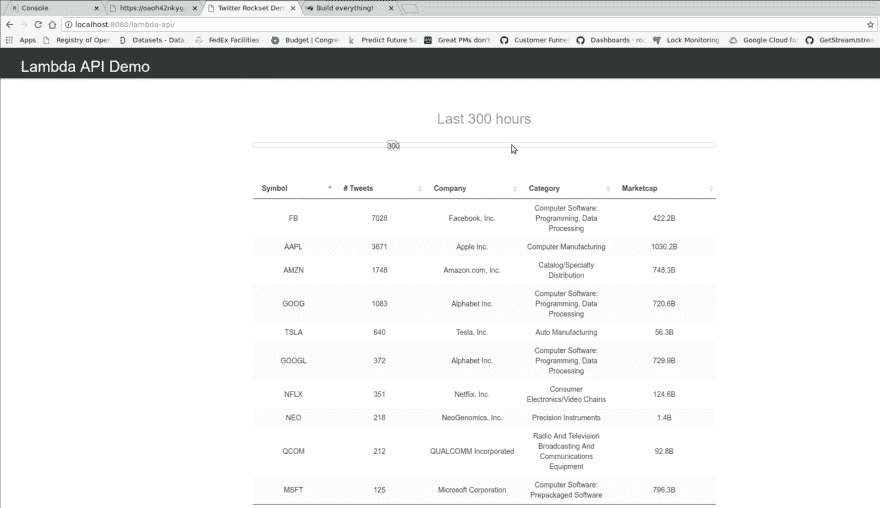 Console
https://oaoh42nkyg.
Twitter Rockset Dem
Build everything!
localhost:8080/lambda-api/
Apps
Registry of Oper
Datasets - Data
FedEx Facilities -
Budget | Congre
Predict Future Sa
Great PMs don't
Customer Funne
Dashboards · roc
Lock Monitoring
Google Cloud fo
GetStream/strea
Lambda API Demo
Last 300 hours
300
Symbol # Tweets Company Category Marketcap
FB 7028 Facebook, Inc. Computer Software: Programming, Data Processing 422.2B
AAPL 3671 Apple Inc. Computer Manufacturing 1030.2B
AMZN 1748 Amazon.com, Inc. Catalog/Specialty Distribution 748.3B
GOOG 1083 Alphabet Inc. Computer Software: Programming, Data Processing 720.6B
TSLA 640 Tesla, Inc. Auto Manufacturing 56.3B
GOOGL 372 Alphabet Inc. Computer Software: Programming, Data Processing 729.9B
NFLX 351 Netflix, Inc. Consumer Electronics/Video Chains 124.6B
NEO 218 NeoGenomics, Inc. Precision Instruments 1.4B
QCOM 212 QUALCOMM Incorporated Radio And Television Broadcasting And Communications Equipment 92.8B
MSFT 125 Microsoft Corporation Computer Software: Prepackaged Software 796.3B